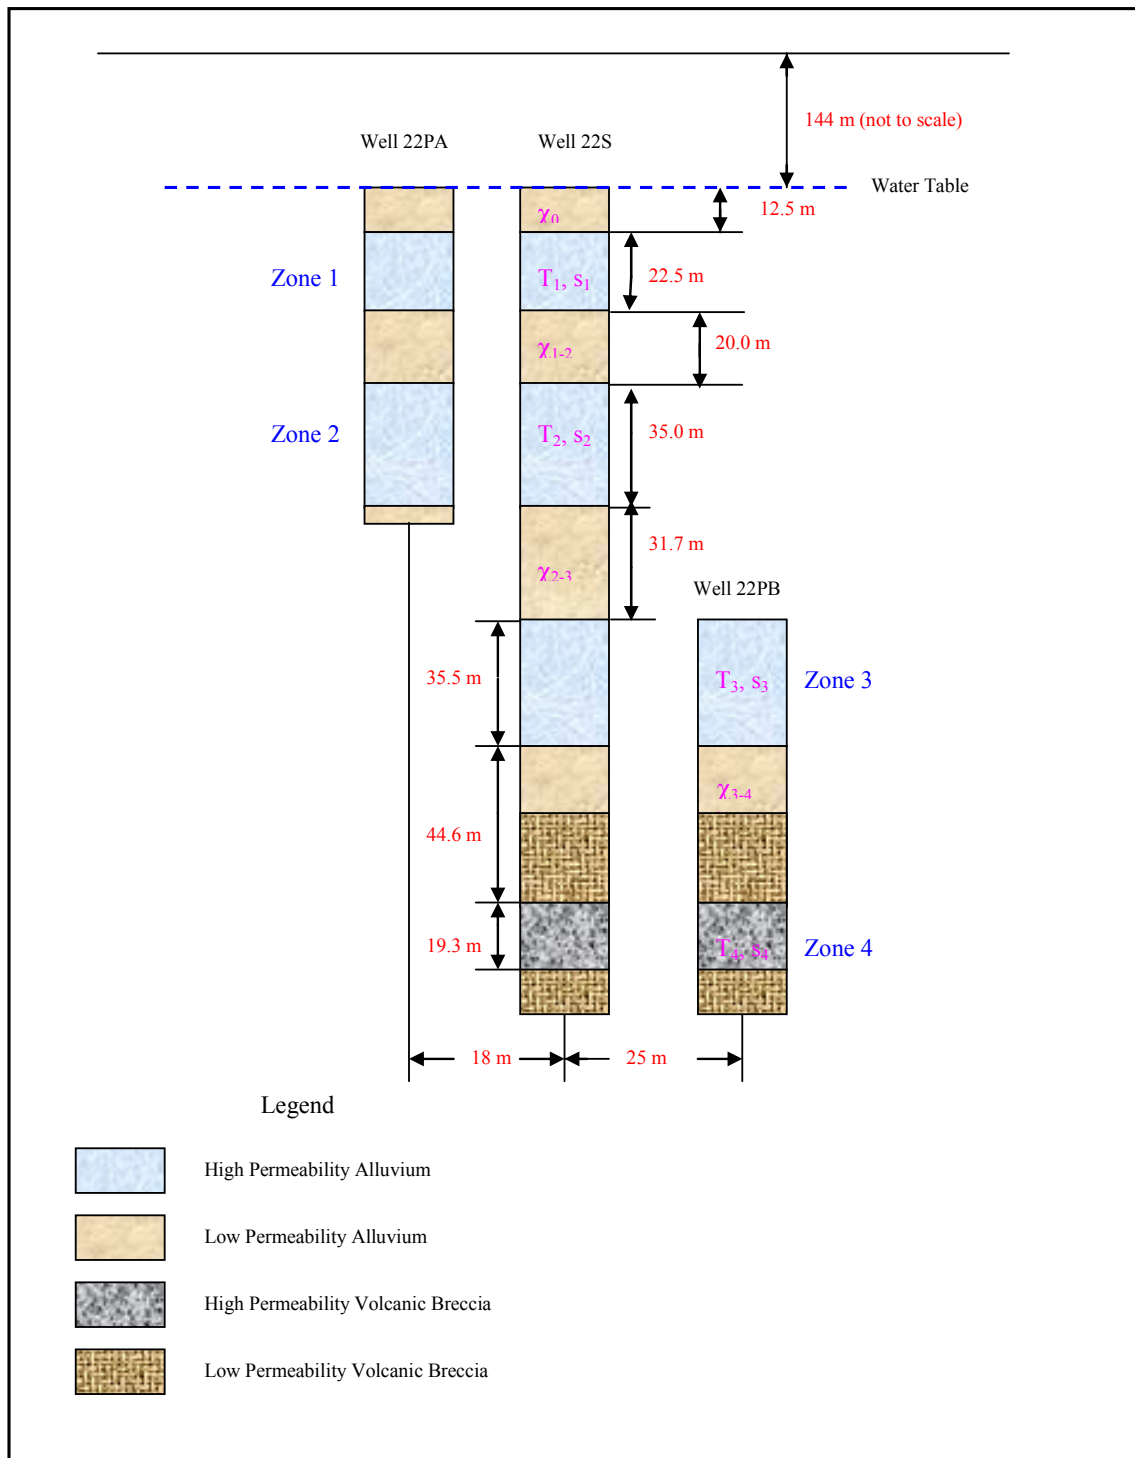 144 m (not to scale)
Well 22PA
Well 22S
Water Table
χ0
12.5 m
Zone 1
T1, s1
22.5 m
χ1-2
20.0 m
Zone 2
T2, s2
35.0 m
31.7 m
χ2-3
Well 22PB
35.5 m
T3, s3
Zone 3
χ3-4
44.6 m
19.3 m
T4, s4
Zone 4
18 m
25 m
Legend
High Permeability Alluvium
Low Permeability Alluvium
High Permeability Volcanic Breccia
Low Permeability Volcanic Breccia